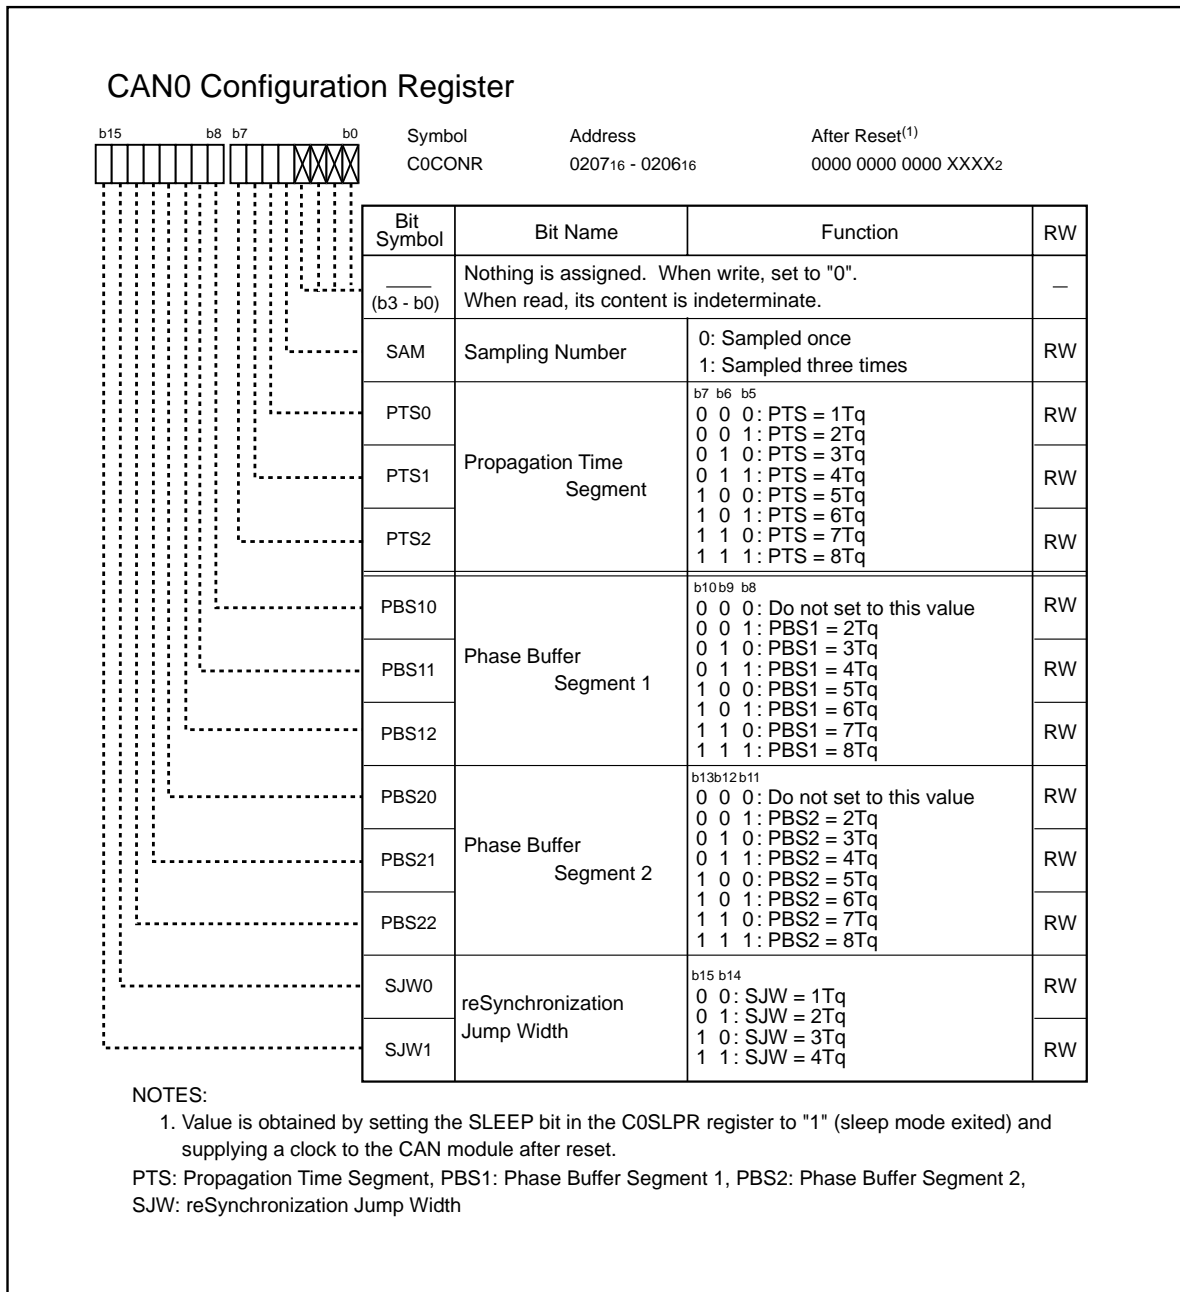 CAN0 Configuration Register
b15 b8 b7 b0
Symbol Address After Reset(1)
C0CONR 020716 - 020616 0000 0000 0000 XXXX2
Bit Symbol Bit Name Function RW
(b3 - b0) Nothing is assigned. When write, set to "0".
When read, its content is indeterminate. —
SAM Sampling Number 0: Sampled once
1: Sampled three times RW
PTS0 RW
PTS1 RW
PTS2 RW
Propagation Time
Segment
b7 b6 b5
0 0 0: PTS = 1Tq
0 0 1: PTS = 2Tq
0 1 0: PTS = 3Tq
0 1 1: PTS = 4Tq
1 0 0: PTS = 5Tq
1 0 1: PTS = 6Tq
1 1 0: PTS = 7Tq
1 1 1: PTS = 8Tq
PBS10 RW
PBS11 RW
PBS12 RW
Phase Buffer
Segment 1
b10 b9 b8
0 0 0: Do not set to this value
0 0 1: PBS1 = 2Tq
0 1 0: PBS1 = 3Tq
0 1 1: PBS1 = 4Tq
1 0 0: PBS1 = 5Tq
1 0 1: PBS1 = 6Tq
1 1 0: PBS1 = 7Tq
1 1 1: PBS1 = 8Tq
PBS20 RW
PBS21 RW
PBS22 RW
Phase Buffer
Segment 2
b13 b12 b11
0 0 0: Do not set to this value
0 0 1: PBS2 = 2Tq
0 1 0: PBS2 = 3Tq
0 1 1: PBS2 = 4Tq
1 0 0: PBS2 = 5Tq
1 0 1: PBS2 = 6Tq
1 1 0: PBS2 = 7Tq
1 1 1: PBS2 = 8Tq
SJW0 RW
SJW1 RW
reSynchronization
Jump Width
b15 b14
0 0: SJW = 1Tq
0 1: SJW = 2Tq
1 0: SJW = 3Tq
1 1: SJW = 4Tq
NOTES:
1. Value is obtained by setting the SLEEP bit in the C0SLPR register to "1" (sleep mode exited) and
supplying a clock to the CAN module after reset.
PTS: Propagation Time Segment, PBS1: Phase Buffer Segment 1, PBS2: Phase Buffer Segment 2,
SJW: reSynchronization Jump Width